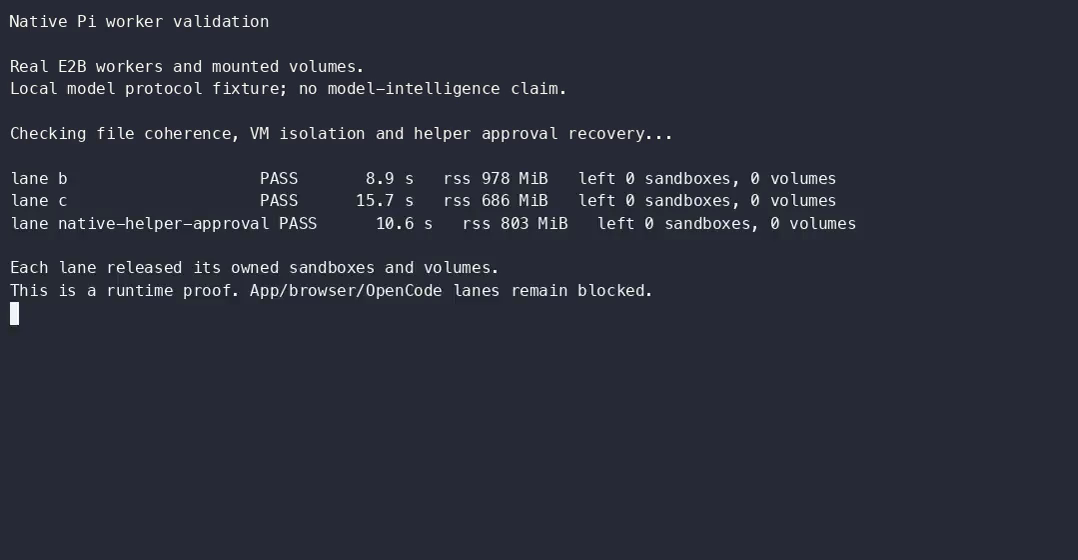 Native Pi worker validation
Real E2B workers and mounted volumes.
Local model protocol fixture; no model-intelligence claim.
Checking file coherence, VM isolation and helper approval recovery...
lane b                    PASS       8.9 s   rss 978 MiB   left 0 sandboxes, 0 volumes
lane c                    PASS      15.7 s   rss 686 MiB   left 0 sandboxes, 0 volumes
lane native-helper-approval PASS      10.6 s   rss 803 MiB   left 0 sandboxes, 0 volumes
Each lane released its owned sandboxes and volumes.
This is a runtime proof. App/browser/OpenCode lanes remain blocked.